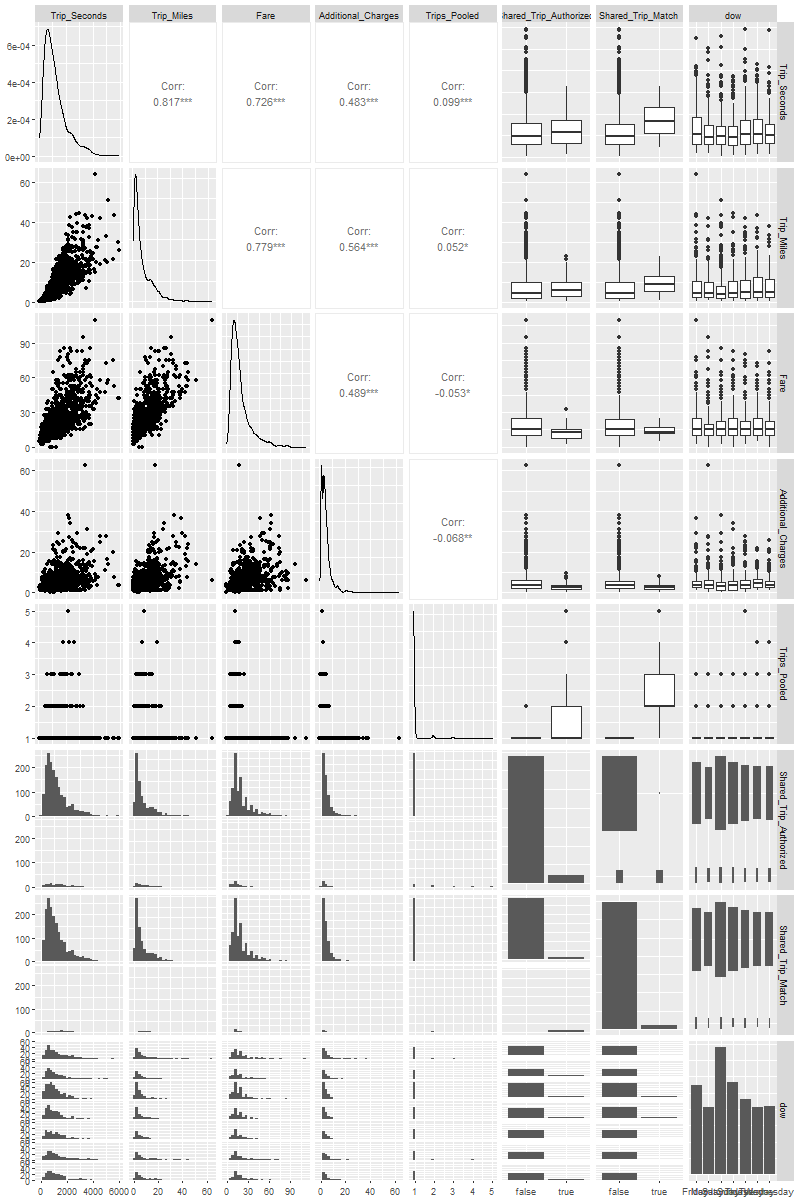 Trip_Seconds Trip_Miles Fare Additional_Charges Trips_Pooled Shared_Trip_Match dow
6e-04
4e-04
2e-04
0e+00
Corr:
0.817***
Corr:
0.726***
Corr:
0.483***
Corr:
0.099***
Trip_Seconds
60
40
20
0
Corr:
0.779***
Corr:
0.564***
Corr:
0.052*
Trip_Miles
90
60
30
0
Corr:
0.489***
Corr:
-0.053*
Fare
60
40
20
0
Corr:
-0.068**
Additional_Charges
5
4
3
2
1
Trips_Pooled
200
100
0
200
100
0
Shared_Trip_Authorized
200
100
0
200
100
0
Shared_Trip_Match
dow
0 2000 4000 6000 0 20 40 60 0 30 60 90 0 20 40 60 1 2 3 4 5 false true false true